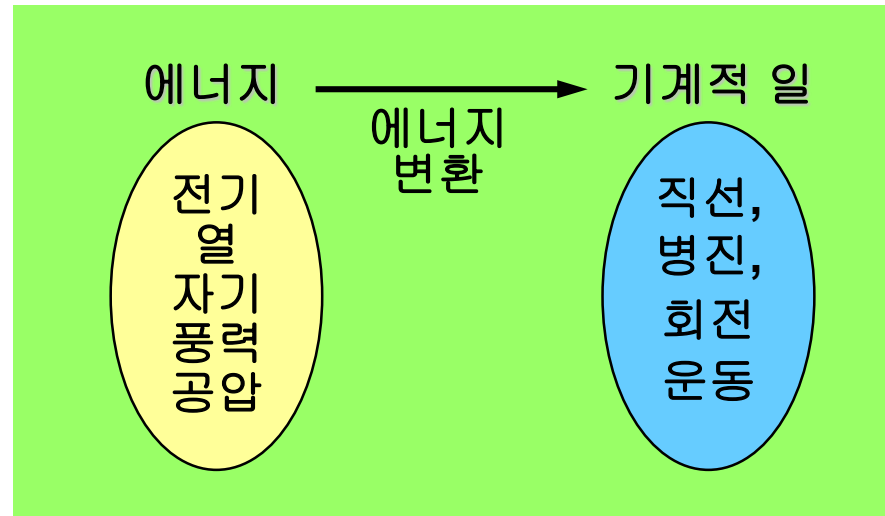 에너지
기계적 일
에너지
변환
전기
열
자기
풍력
공압
직선,
병진,
회전
운동